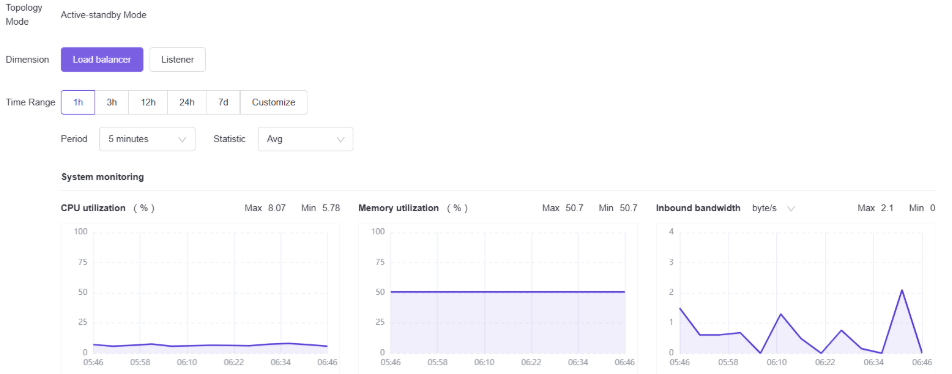 Topology
Mode
Active-standby Mode
Dimension
Load balancer
Listener
Time Range
1h
3h
12h
24h
7d
Customize
Period
5 minutes
Statistic
Avg
System monitoring
CPU utilization ( % ) Max 8.07 Min 5.78
100
75
50
25
0
05:46 05:58 06:10 06:22 06:34 06:46
Memory utilization ( % ) Max 50.7 Min 50.7
100
75
50
25
0
05:46 05:58 06:10 06:22 06:34 06:46
Inbound bandwidth byte/s Max 2.1 Min 0
4
3
2
1
0
05:46 05:58 06:10 06:22 06:34 06:46